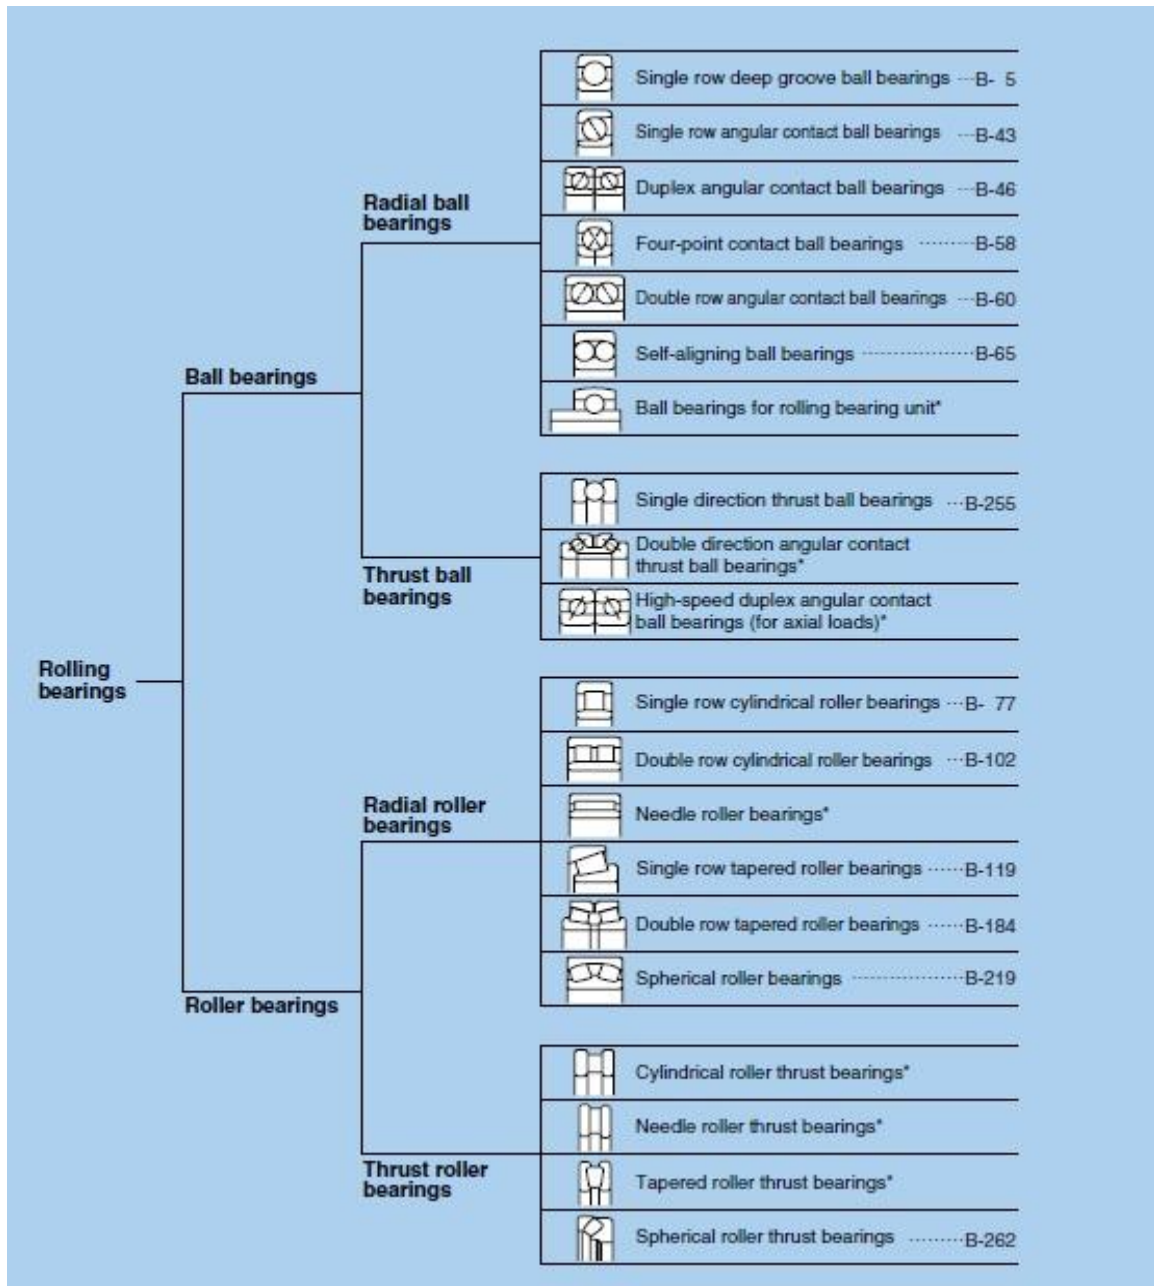 Single row deep groove ball bearings ···B- 5
Single row angular contact ball bearings ···B-43
Radial ball
bearings
Duplex angular contact ball bearings ···B-46
Four-point contact ball bearings ·········B-58
Double row angular contact ball bearings ···B-60
Self-aligning ball bearings ··················B-65
Ball bearings
Ball bearings for rolling bearing unit*
Single direction thrust ball bearings ···B-255
Double direction angular contact
thrust ball bearings*
Thrust ball
bearings
High-speed duplex angular contact
ball bearings (for axial loads)*
Rolling
bearings
Single row cylindrical roller bearings ···B- 77
Double row cylindrical roller bearings ···B-102
Radial roller
bearings
Needle roller bearings*
Single row tapered roller bearings ······B-119
Double row tapered roller bearings ······B-184
Spherical roller bearings ··················B-219
Roller bearings
Cylindrical roller thrust bearings*
Needle roller thrust bearings*
Thrust roller
bearings
Tapered roller thrust bearings*
Spherical roller thrust bearings ·········B-262